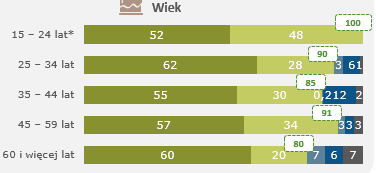 Wiek
100
15 – 24 lat* 52 48
90
25 – 34 lat 62 28 3 6 1
85
35 – 44 lat 55 30 0,2 12 2
91
45 – 59 lat 57 34 3 3 3
80
60 i więcej lat 60 20 7 6 7